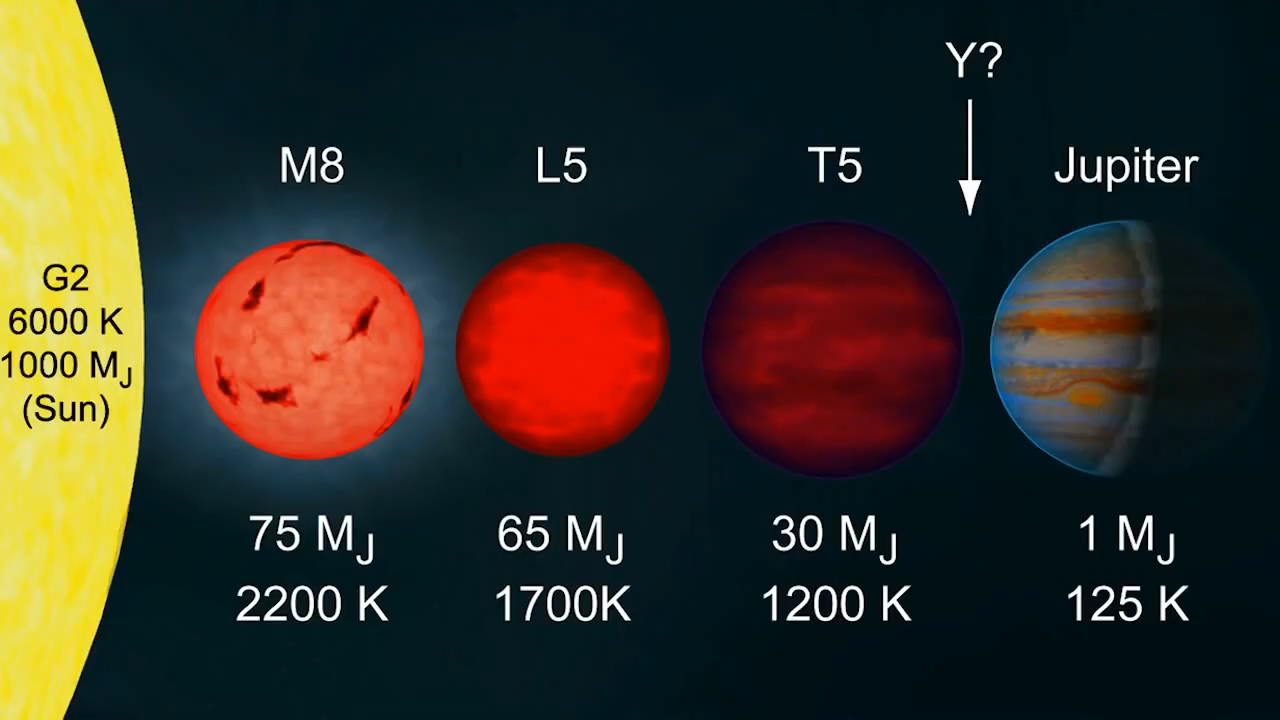 Y?
M8
L5
T5
Jupiter
G2
6000 K
1000 MJ
(Sun)
75 MJ
65 MJ
30 MJ
1 MJ
2200 K
1700K
1200 K
125 K